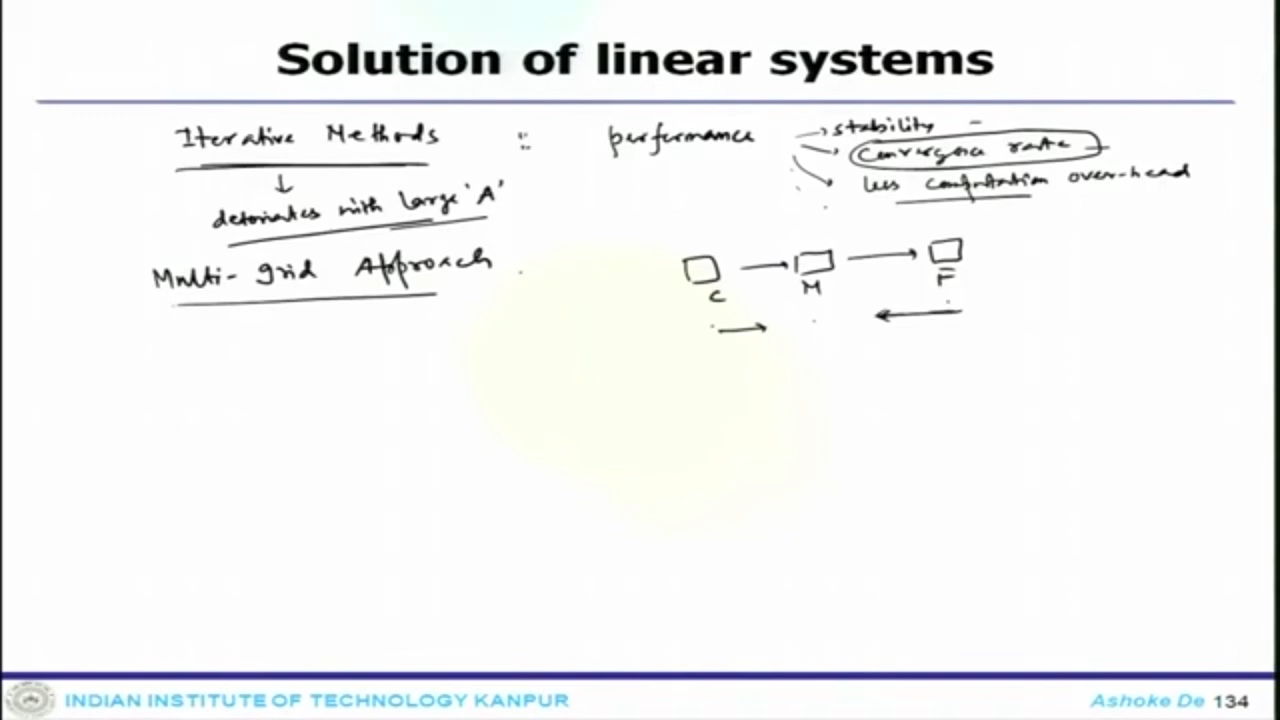 Solution of linear systems
Iterative Methods :: performance → stability -
→ Convergence rate
↓ → less computation over-head
detoriates with large 'A'
Multi-grid Approach
C M F
INDIAN INSTITUTE OF TECHNOLOGY KANPUR
Ashoke De 134